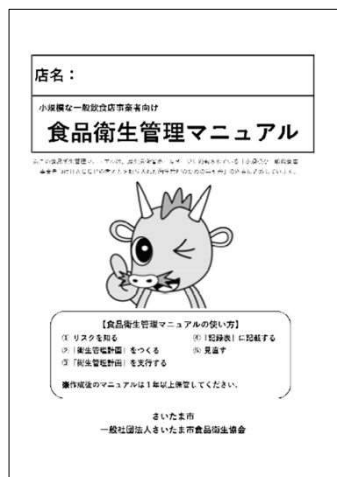 店名：
小規模な一般飲食店事業者向け
食品衛生管理マニュアル
【食品衛生管理マニュアルの使い方】
① リスクを知る
② 「衛生管理計画」をつくる
③ 「衛生管理計画」を実行する
④ 「記録表」に記載する
⑤ 見直す
※作成後のマニュアルは1年以上保管してください。
さいたま市
一般社団法人さいたま市食品衛生協会